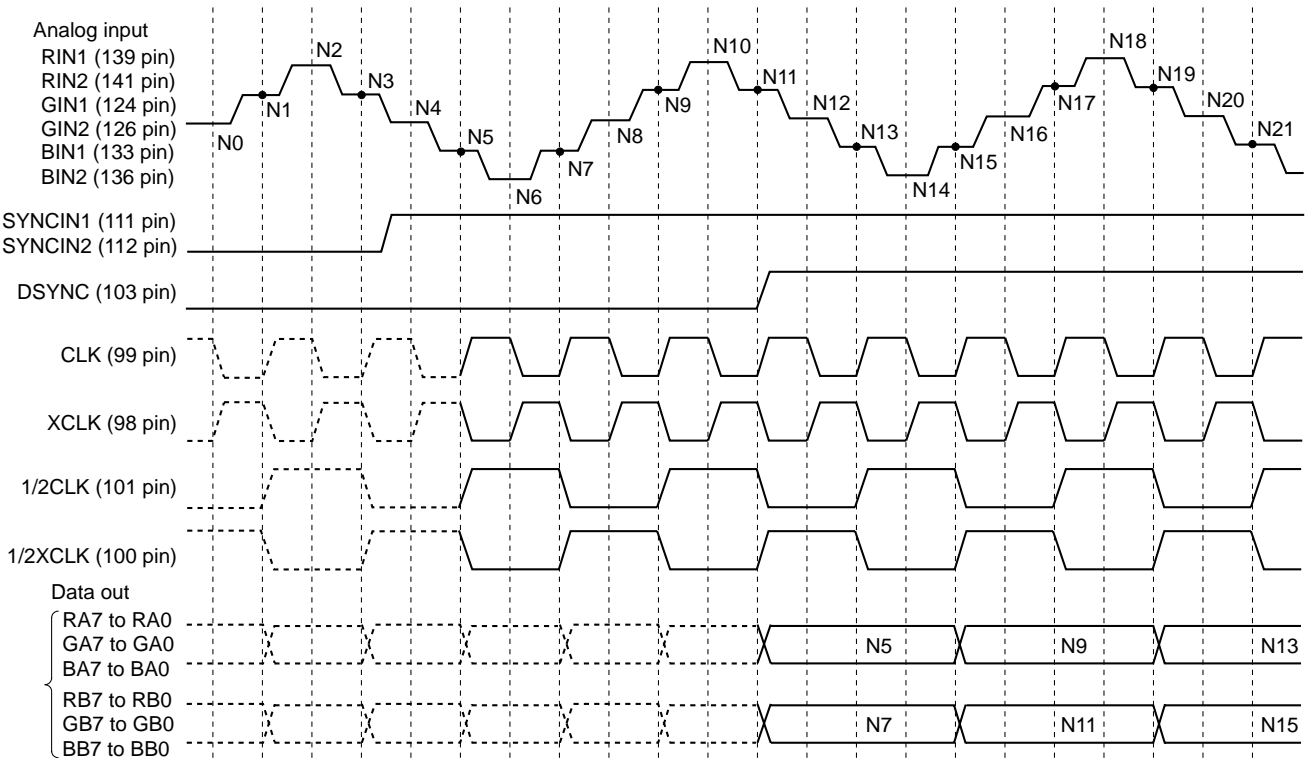 Analog input
RIN1 (139 pin)
RIN2 (141 pin)
GIN1 (124 pin)
GIN2 (126 pin)
BIN1 (133 pin)
BIN2 (136 pin)
N0
N1
N2
N3
N4
N5
N6
N7
N8
N9
N10
N11
N12
N13
N14
N15
N16
N17
N18
N19
N20
N21
SYNCIN1 (111 pin)
SYNCIN2 (112 pin)
DSYNC (103 pin)
CLK (99 pin)
XCLK (98 pin)
1/2CLK (101 pin)
1/2XCLK (100 pin)
Data out
RA7 to RA0
GA7 to GA0
BA7 to BA0
N5
N9
N13
RB7 to RB0
GB7 to GB0
BB7 to BB0
N7
N11
N15